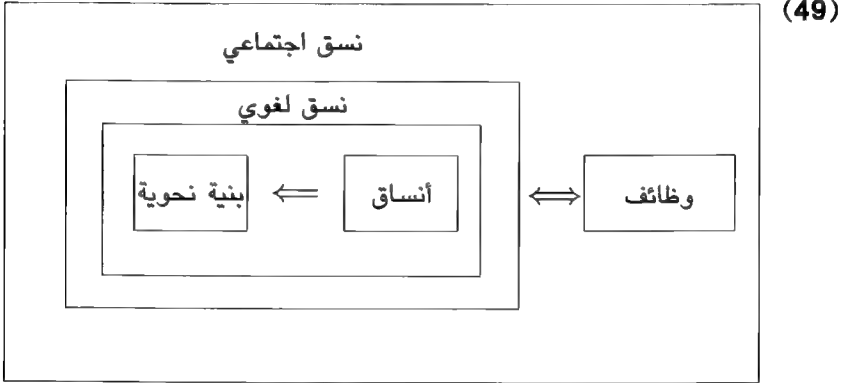 (49)
نسق اجتماعي
نسق لغوي
وظائف ⇔ أنساق ⇐ بنية نحوية